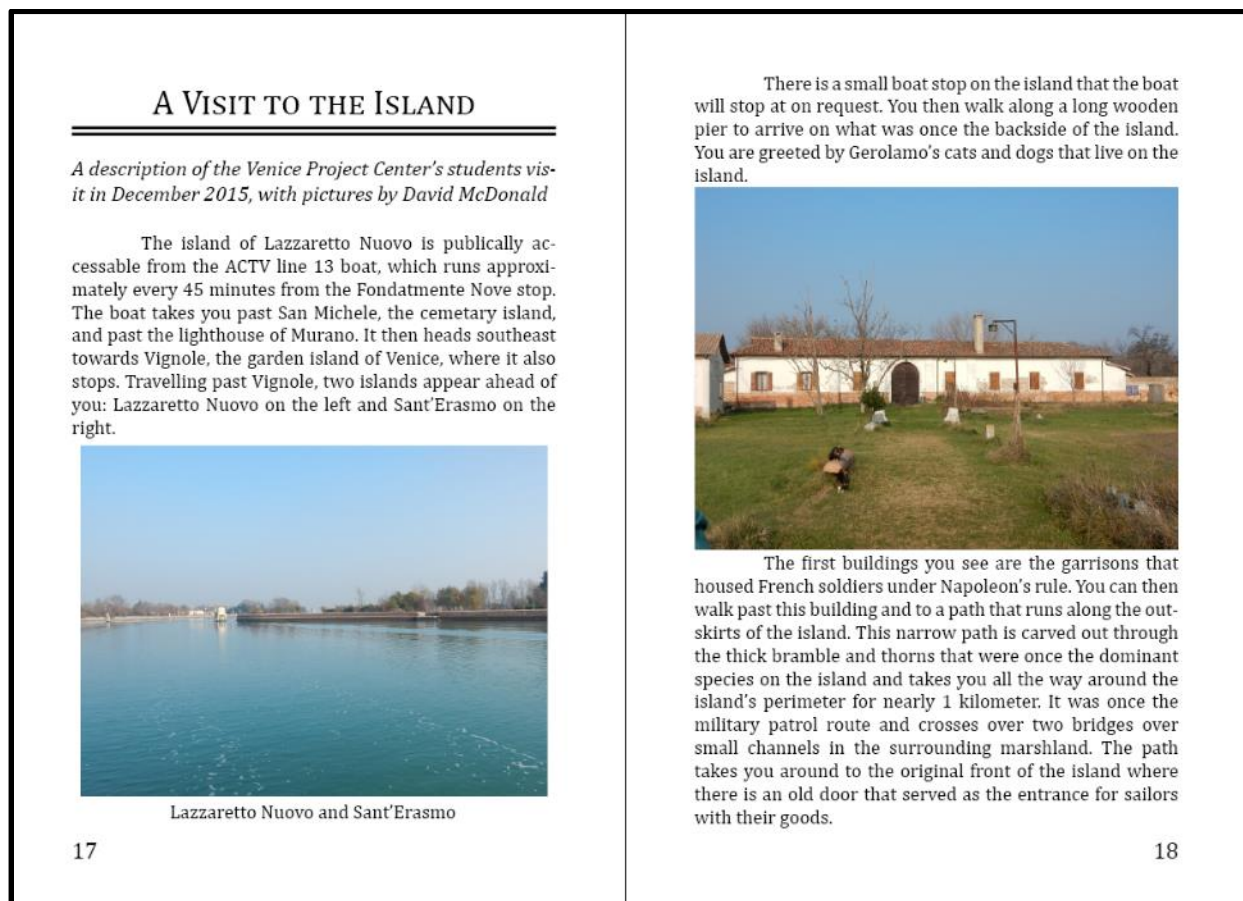 A Visit to the Island
A description of the Venice Project Center's students vis-
it in December 2015, with pictures by David McDonald
The island of Lazzaretto Nuovo is publically ac-
cessable from the ACTV line 13 boat, which runs approxi-
mately every 45 minutes from the Fondatmente Nove stop.
The boat takes you past San Michele, the cemetary island,
and past the lighthouse of Murano. It then heads southeast
towards Vignole, the garden island of Venice, where it also
stops. Travelling past Vignole, two islands appear ahead of
you: Lazzaretto Nuovo on the left and Sant'Erasmo on the
right.
Lazzaretto Nuovo and Sant'Erasmo
17
There is a small boat stop on the island that the boat
will stop at on request. You then walk along a long wooden
pier to arrive on what was once the backside of the island.
You are greeted by Gerolamo's cats and dogs that live on the
island.
The first buildings you see are the garrisons that
housed French soldiers under Napoleon's rule. You can then
walk past this building and to a path that runs along the out-
skirts of the island. This narrow path is carved out through
the thick bramble and thorns that were once the dominant
species on the island and takes you all the way around the
island's perimeter for nearly 1 kilometer. It was once the
military patrol route and crosses over two bridges over
small channels in the surrounding marshland. The path
takes you around to the original front of the island where
there is an old door that served as the entrance for sailors
with their goods.
18